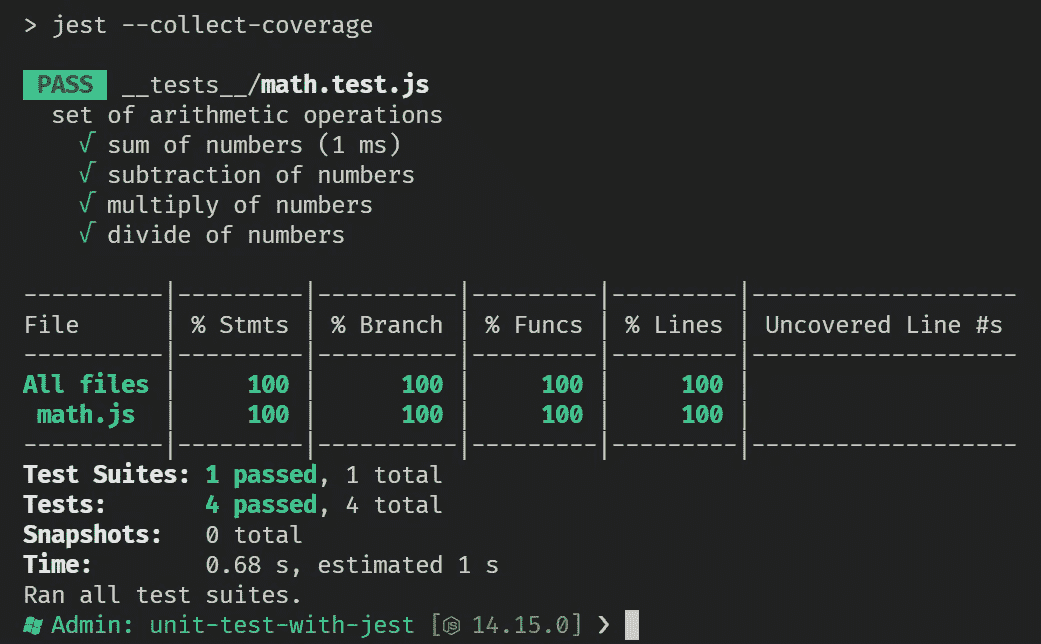 > jest --collect-coverage
PASS __tests__/math.test.js
set of arithmetic operations
√ sum of numbers (1 ms)
√ subtraction of numbers
√ multiply of numbers
√ divide of numbers
----------|---------|----------|---------|---------|-------------------
File      | % Stmts | % Branch | % Funcs | % Lines | Uncovered Line #s
----------|---------|----------|---------|---------|-------------------
All files |     100 |      100 |     100 |     100 |
 math.js  |     100 |      100 |     100 |     100 |
----------|---------|----------|---------|---------|-------------------
Test Suites: 1 passed, 1 total
Tests:       4 passed, 4 total
Snapshots:   0 total
Time:        0.68 s, estimated 1 s
Ran all test suites.
Admin: unit-test-with-jest [14.15.0] ❯